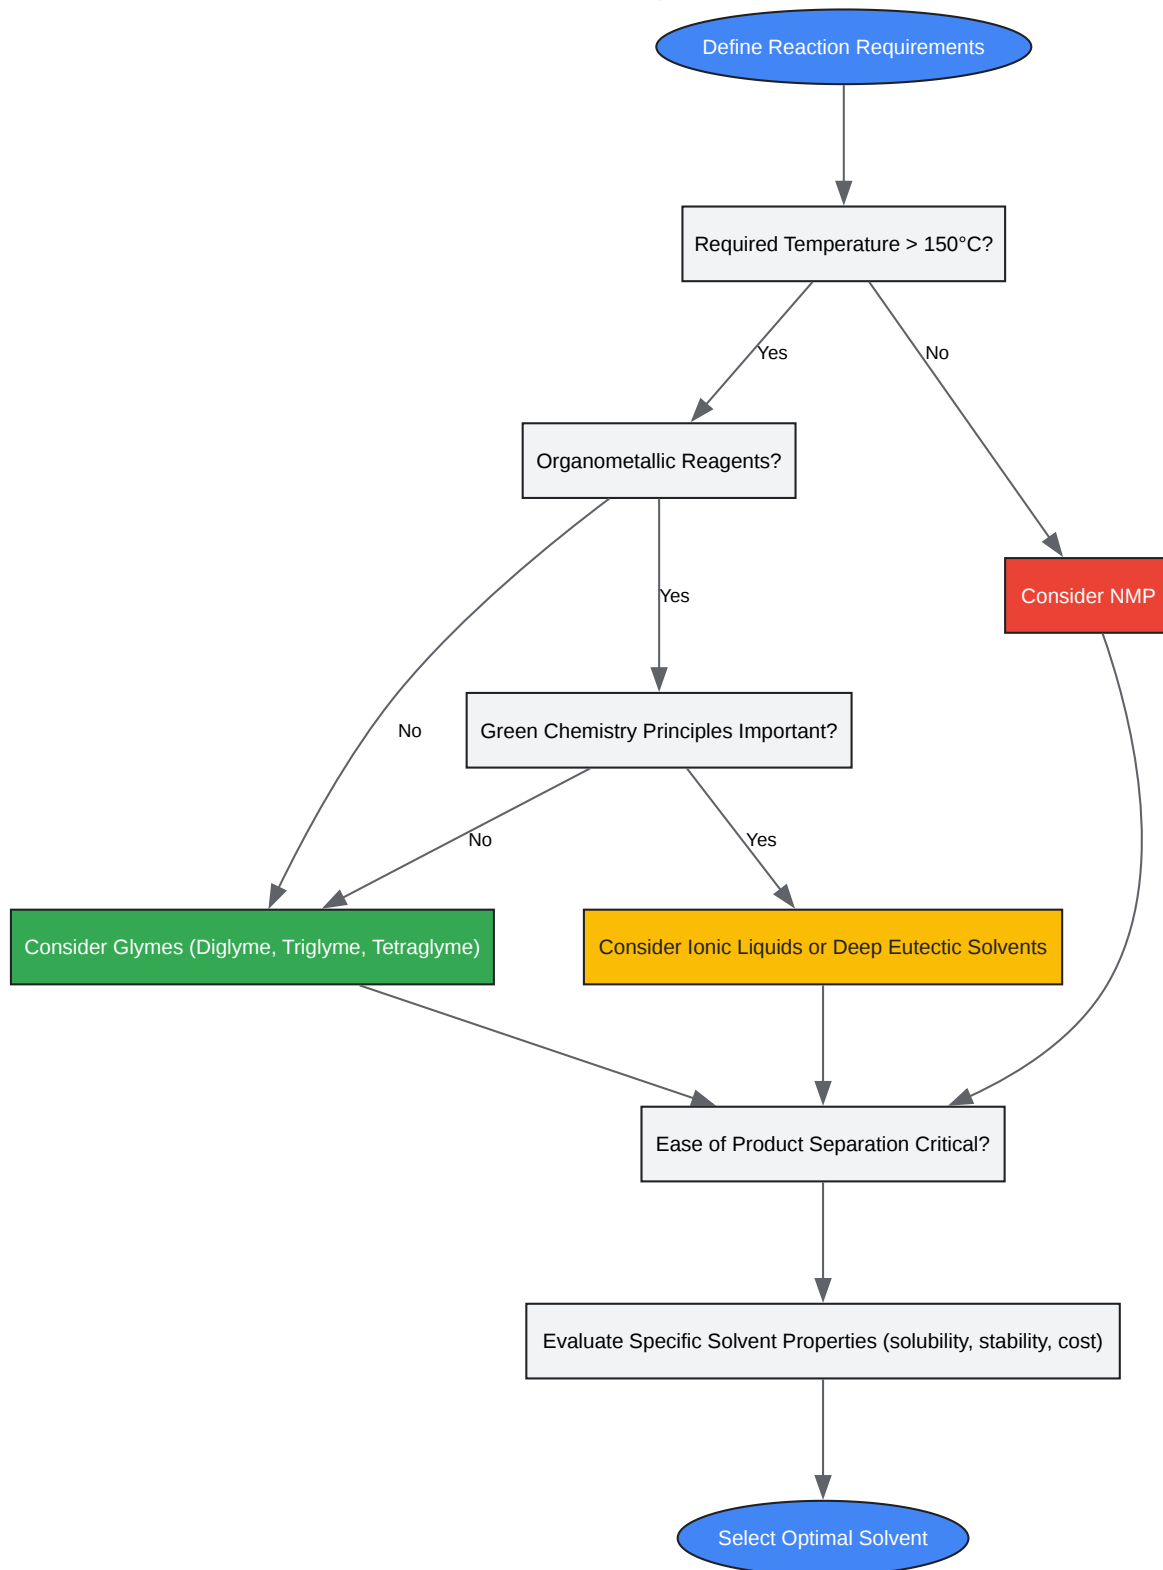 Define Reaction Requirements
Required Temperature > 150°C?
Yes
No
Organometallic Reagents?
Yes
Consider NMP
No
Green Chemistry Principles Important?
No
Yes
Consider Glymes (Diglyme, Triglyme, Tetraglyme)
Consider Ionic Liquids or Deep Eutectic Solvents
Ease of Product Separation Critical?
Evaluate Specific Solvent Properties (solubility, stability, cost)
Select Optimal Solvent